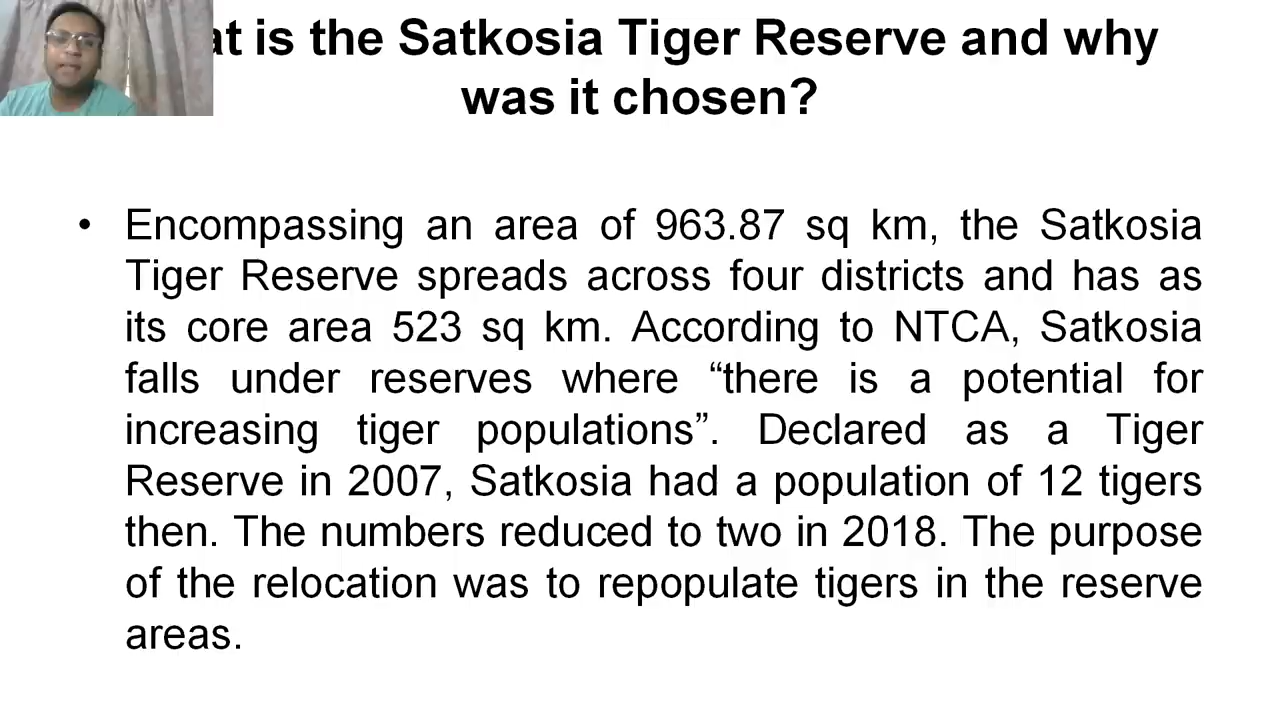 at is the Satkosia Tiger Reserve and why
was it chosen?
• Encompassing an area of 963.87 sq km, the Satkosia
Tiger Reserve spreads across four districts and has as
its core area 523 sq km. According to NTCA, Satkosia
falls under reserves where “there is a potential for
increasing tiger populations”. Declared as a Tiger
Reserve in 2007, Satkosia had a population of 12 tigers
then. The numbers reduced to two in 2018. The purpose
of the relocation was to repopulate tigers in the reserve
areas.